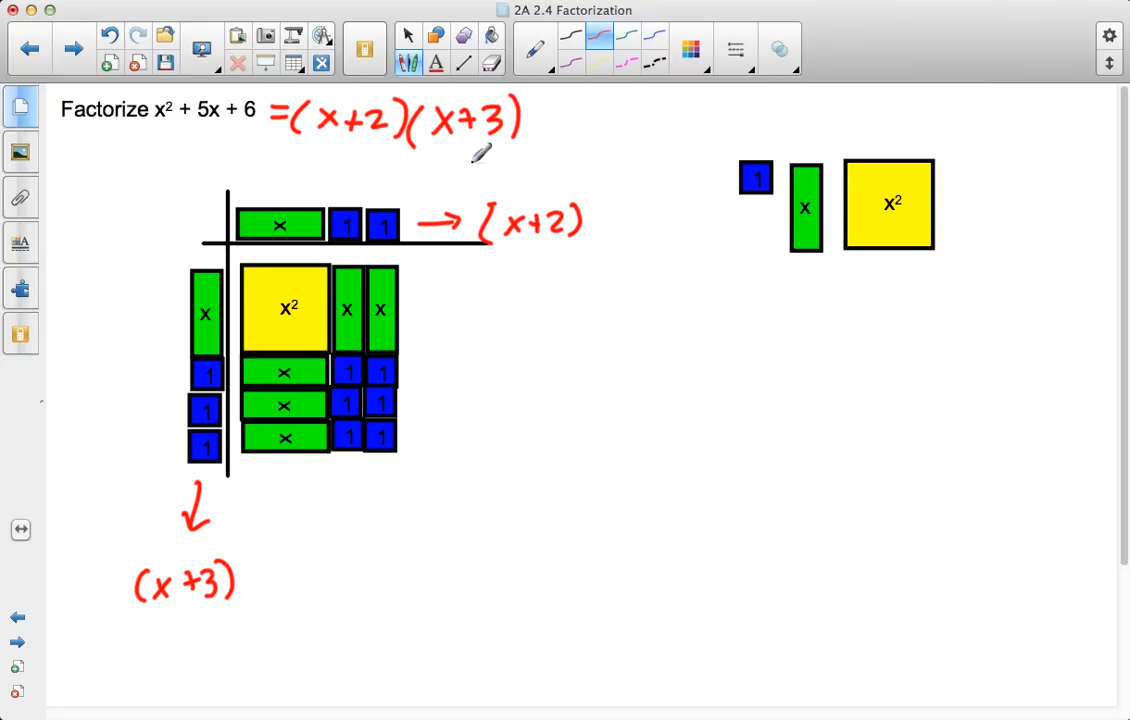 2A 2.4 Factorization
Factorize x² + 5x + 6 =(x+2)(x+3)
1 x x²
x 1 1 → (x+2)
x x² x x
1 x 1 1
1 x 1 1
1 x 1 1
(x+3)